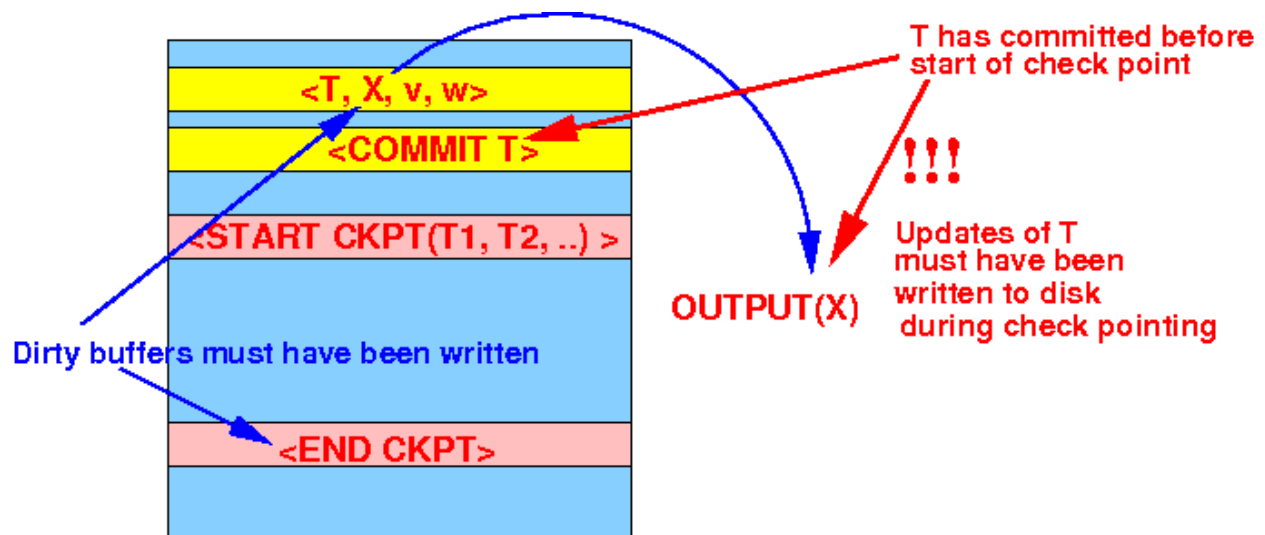 T has committed before
start of check point
<T, X, v, w>
<COMMIT T>
!!!
<START CKPT(T1, T2, ..) >
Updates of T
must have been
written to disk
during check pointing
OUTPUT(X)
Dirty buffers must have been written
<END CKPT>